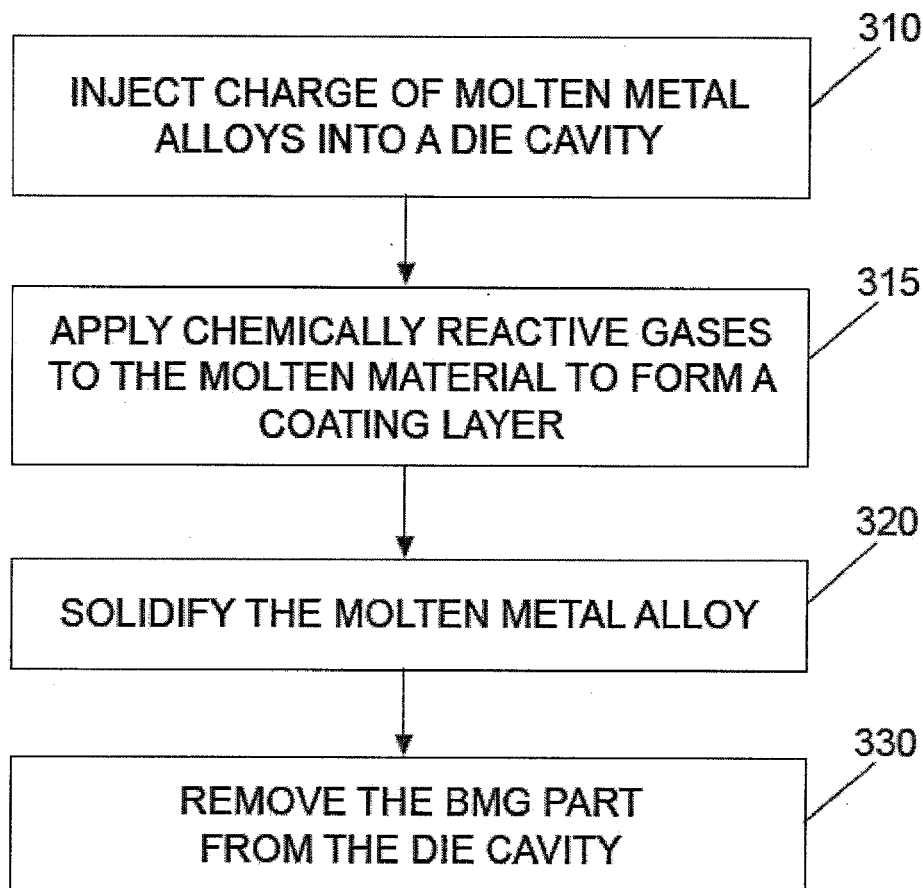 310
INJECT CHARGE OF MOLTEN METAL
ALLOYS INTO A DIE CAVITY
315
APPLY CHEMICALLY REACTIVE GASES
TO THE MOLTEN MATERIAL TO FORM A
COATING LAYER
320
SOLIDIFY THE MOLTEN METAL ALLOY
330
REMOVE THE BMG PART
FROM THE DIE CAVITY